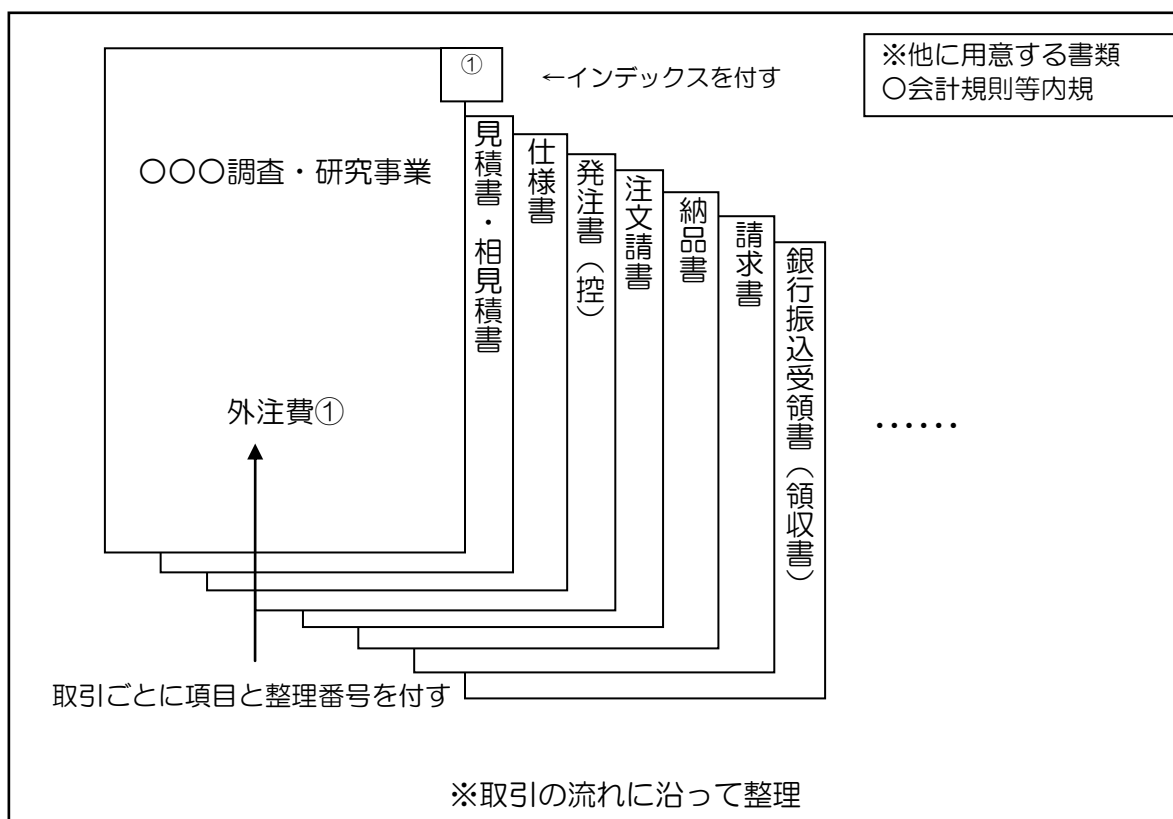 ※他に用意する書類
〇会計規則等内規
①
←インデックスを付す
〇〇〇調査・研究事業
見積書・相見積書
仕様書
発注書（控）
注文請書
納品書
請求書
銀行振込受領書（領収書）
外注費①
……
取引ごとに項目と整理番号を付す
※取引の流れに沿って整理